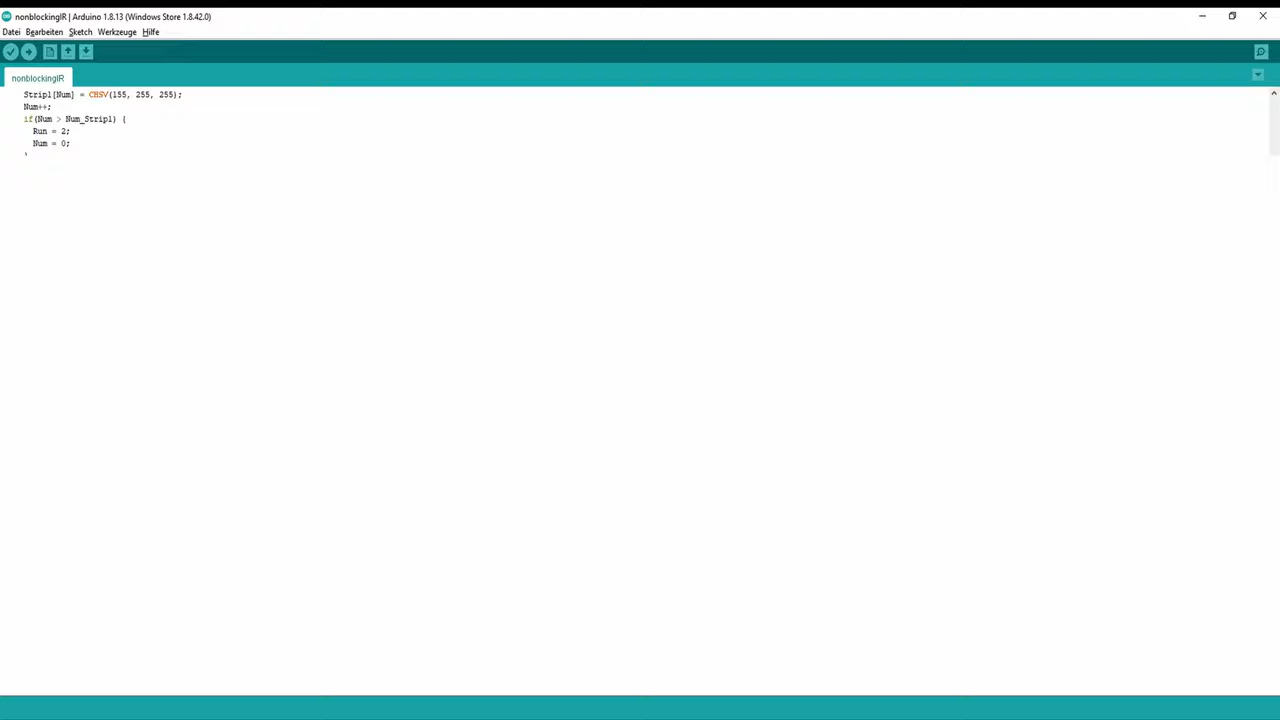 nonblockingIR | Arduino 1.8.13 (Windows Store 1.8.42.0)
Datei Bearbeiten Sketch Werkzeuge Hilfe
nonblockingIR
Strip1[Num] = CHSV(155, 255, 255);
Num++;
if(Num > Num_Strip1) {
Run = 2;
Num = 0;